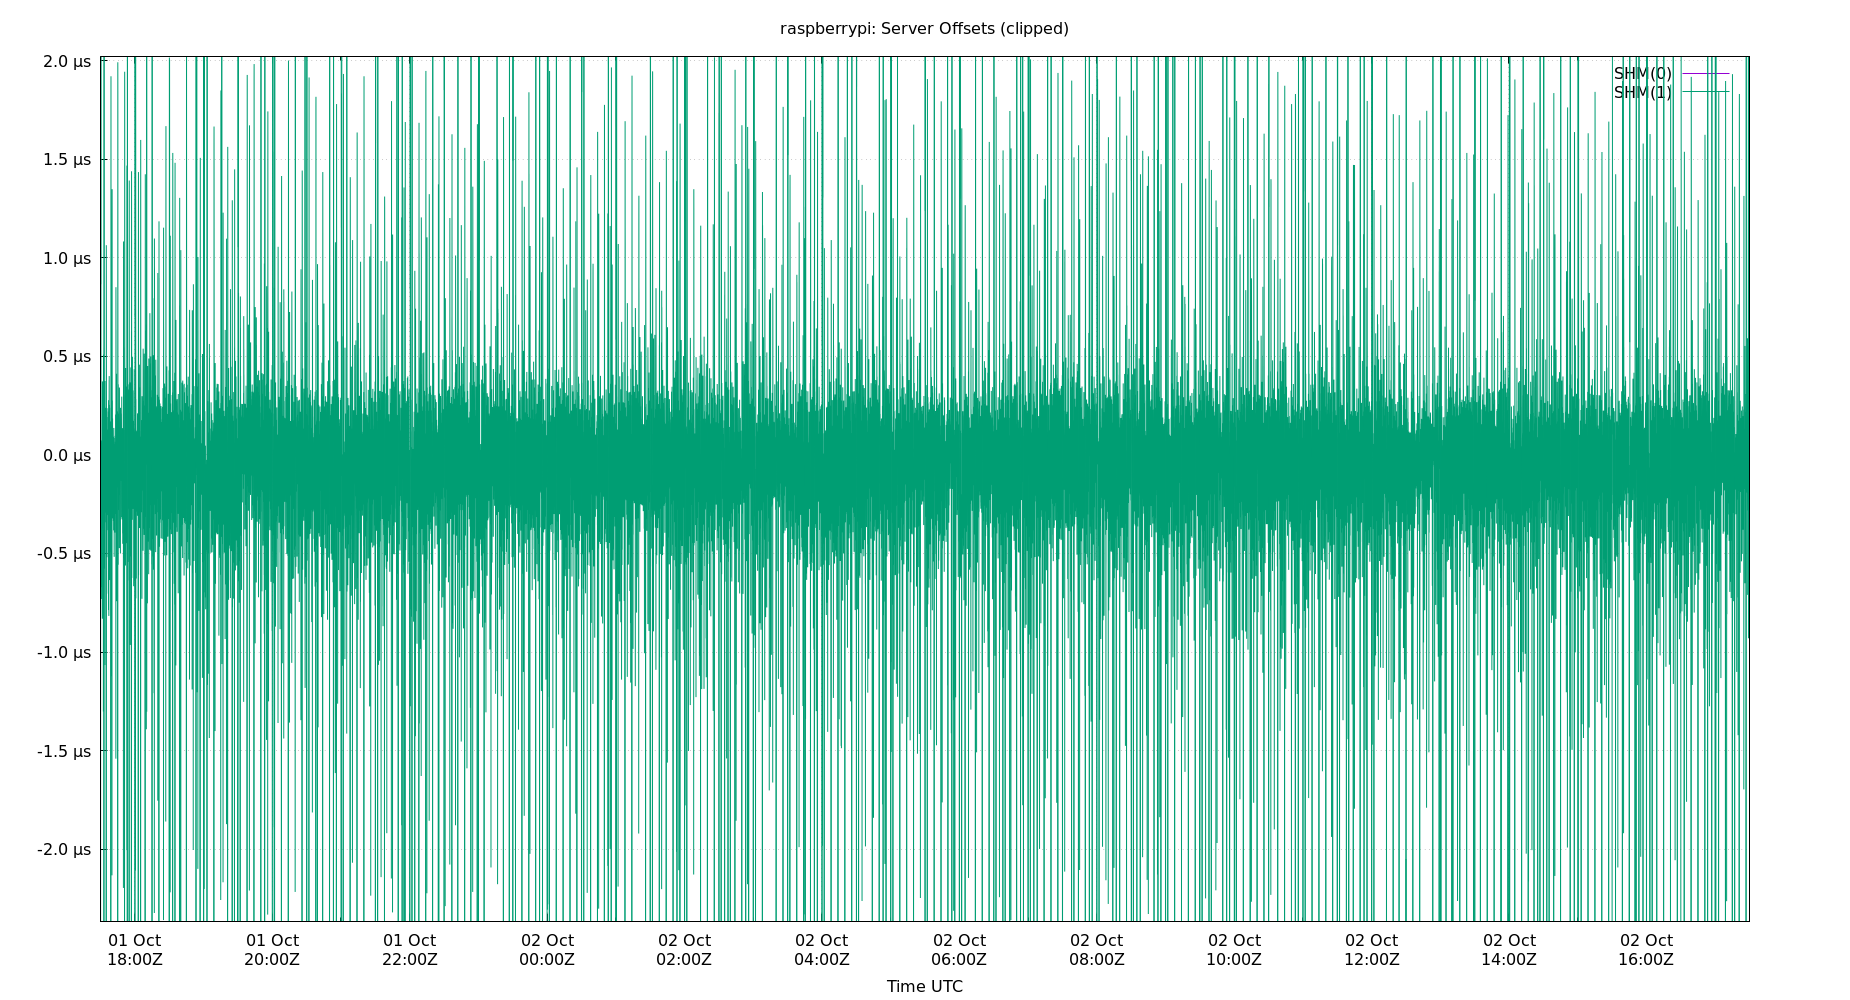 raspberrypi: Server Offsets (clipped)
2.0 µs
1.5 µs
1.0 µs
0.5 µs
0.0 µs
-0.5 µs
-1.0 µs
-1.5 µs
-2.0 µs
SHM(0)
SHM(1)
01 Oct 01 Oct 01 Oct 02 Oct 02 Oct 02 Oct 02 Oct 02 Oct 02 Oct 02 Oct 02 Oct 02 Oct
18:00Z 20:00Z 22:00Z 00:00Z 02:00Z 04:00Z 06:00Z 08:00Z 10:00Z 12:00Z 14:00Z 16:00Z
Time UTC